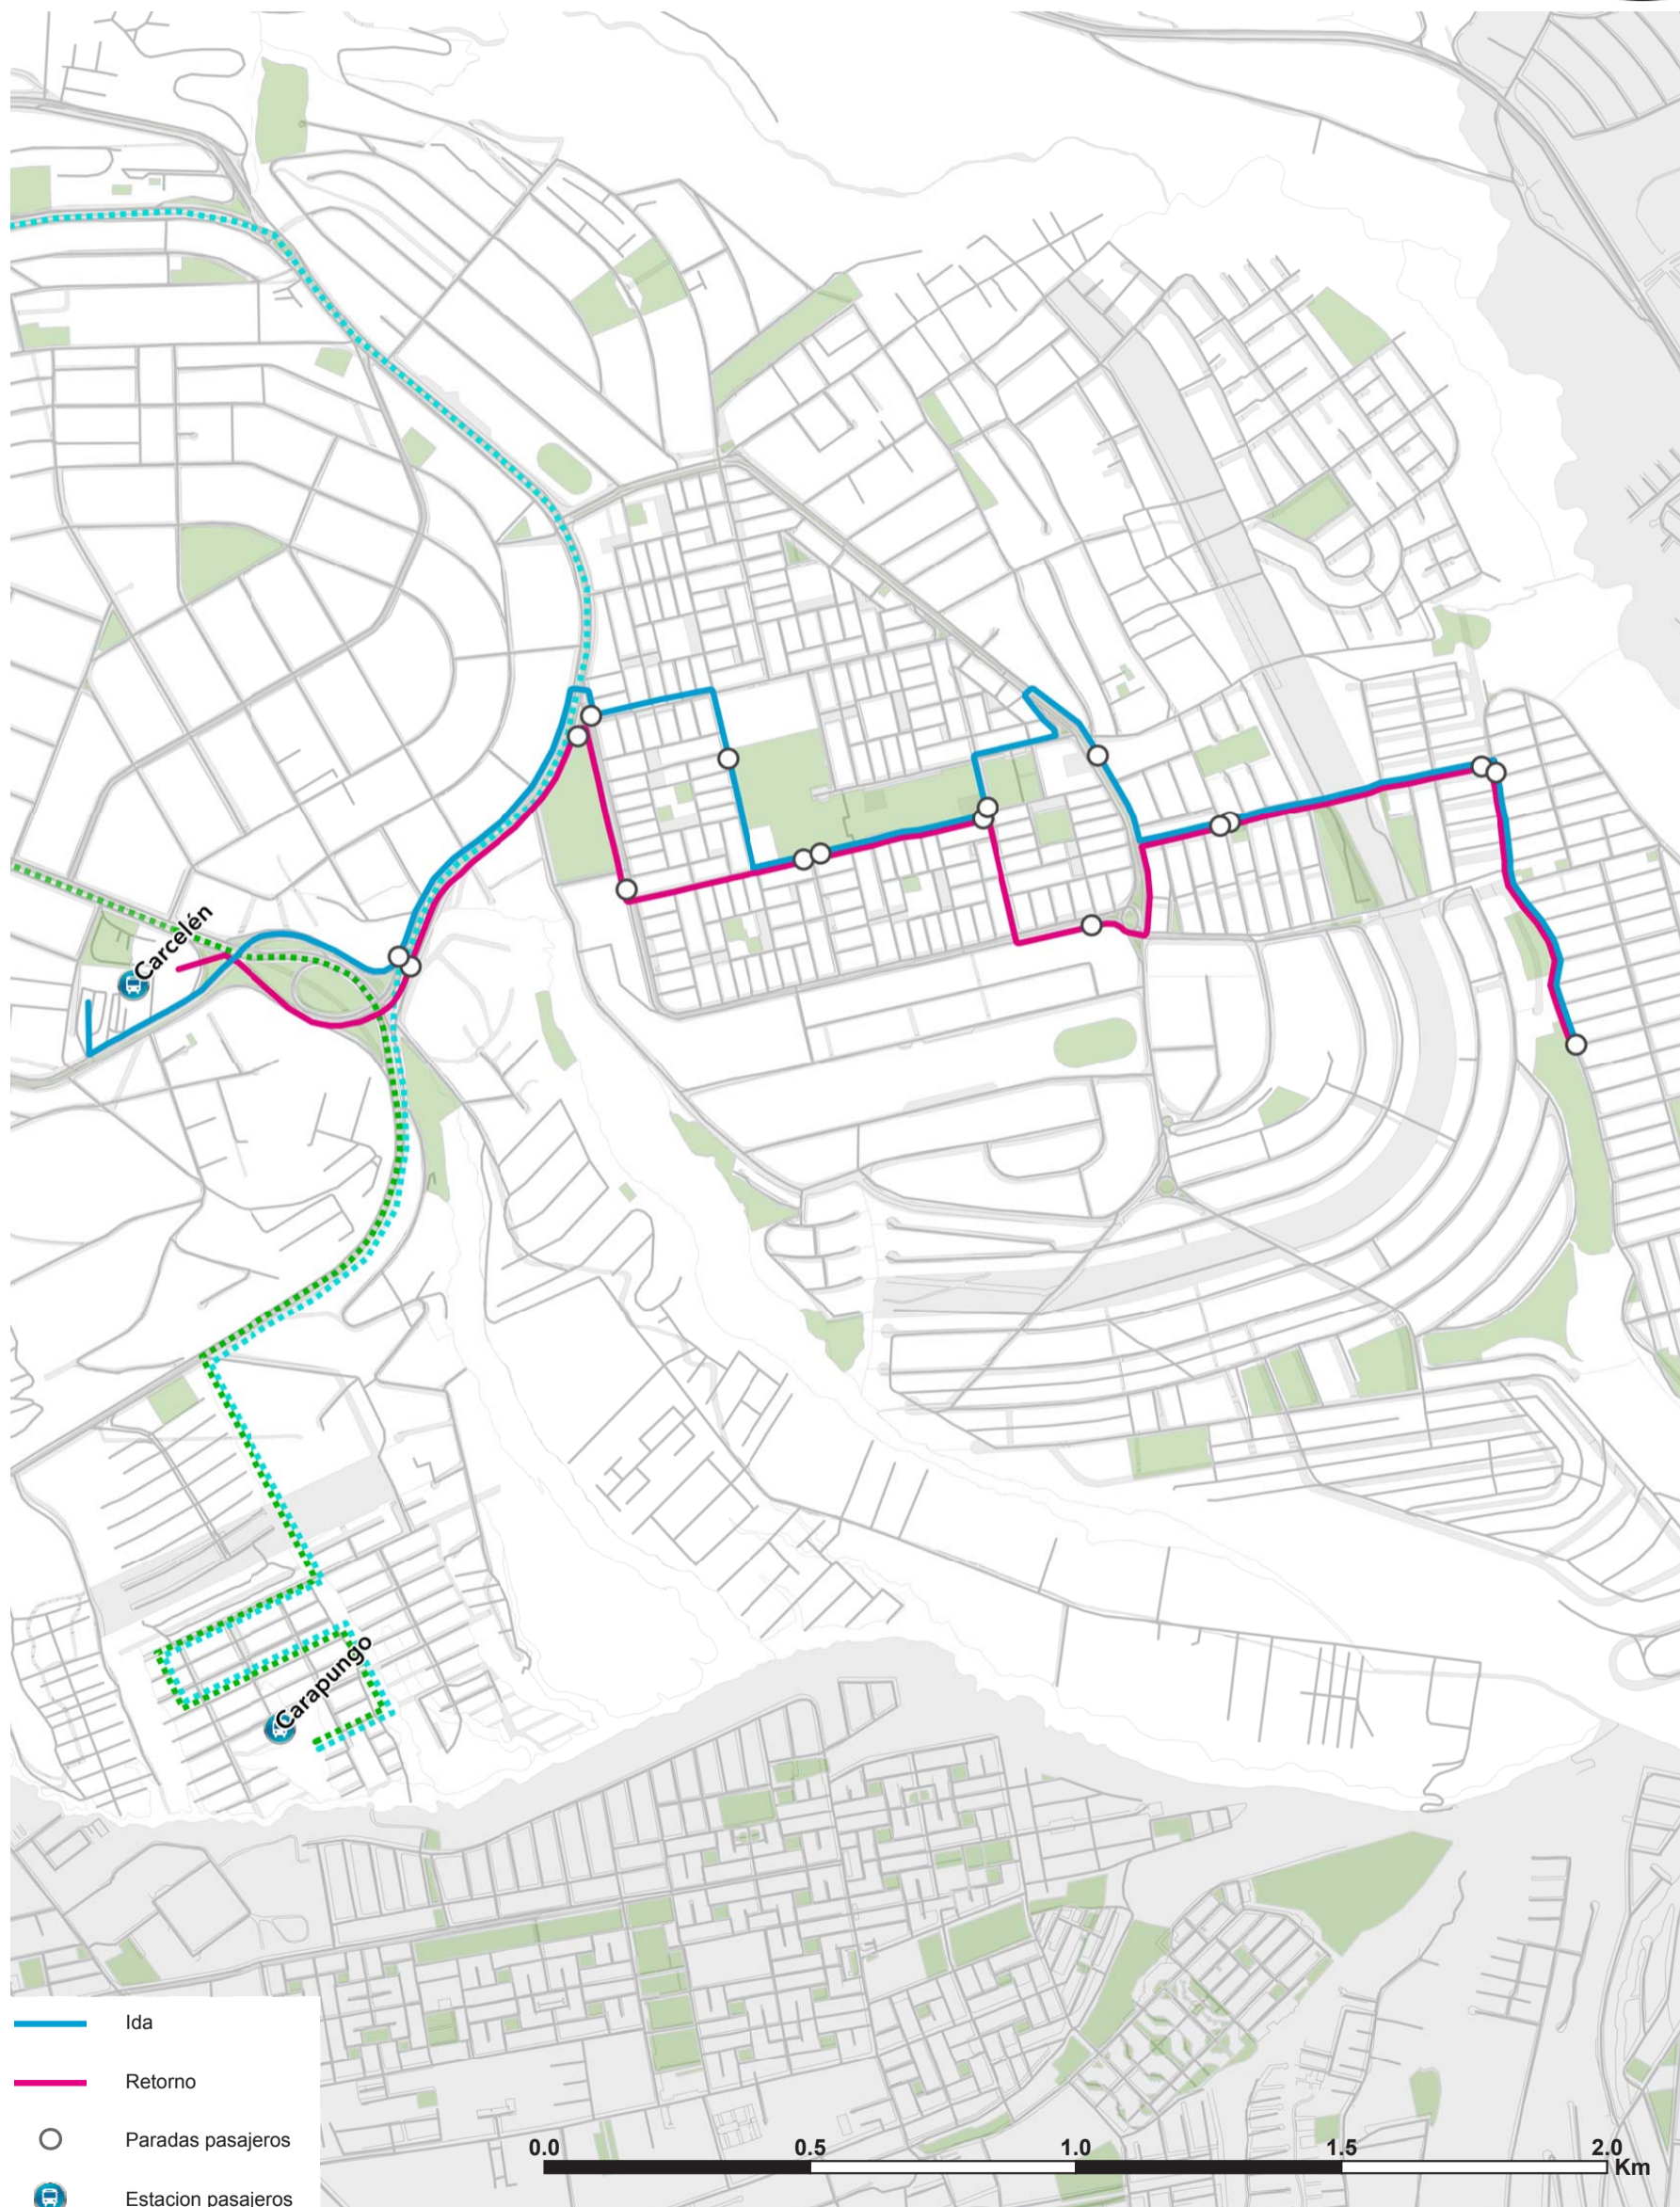 Carcelén
Carapungo
Ida
Retorno
Paradas pasajeros
Estacion pasajeros
0.0 0.5 1.0 1.5 2.0
Km